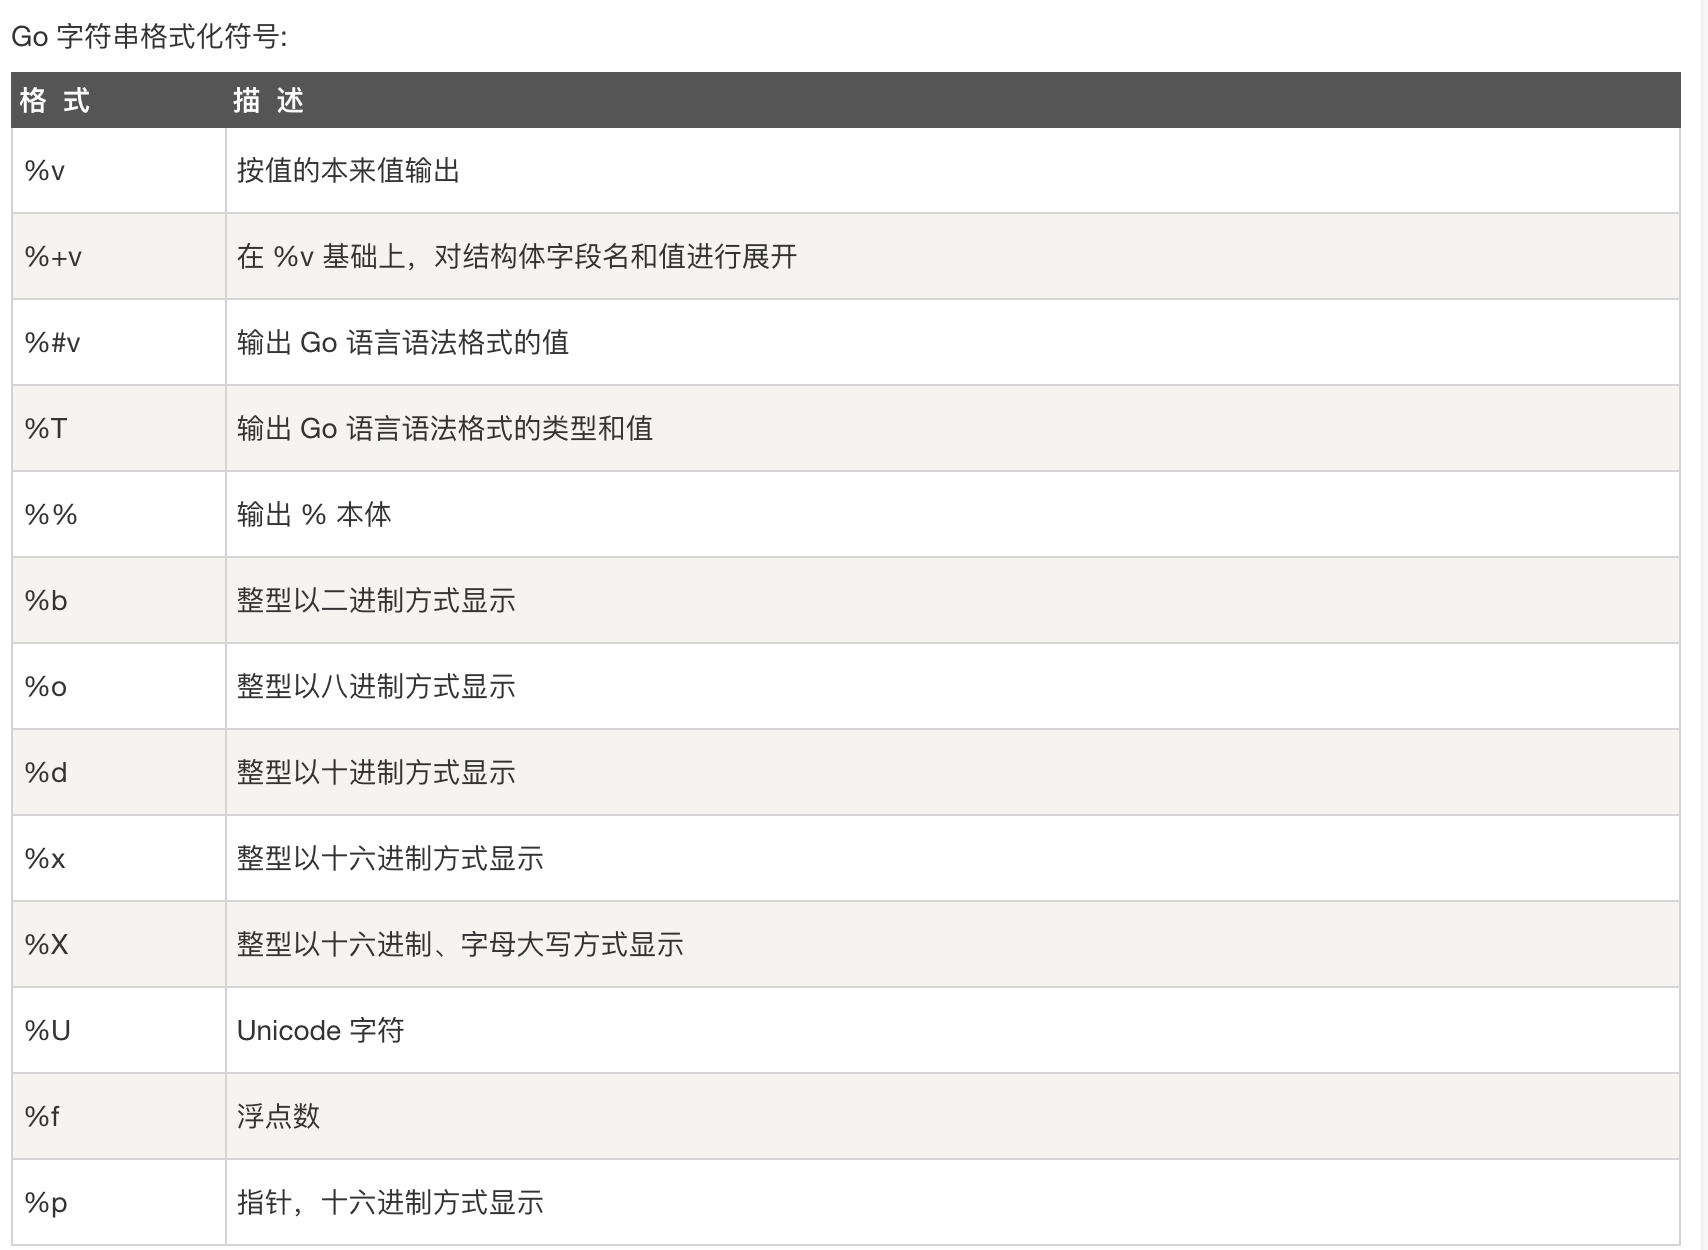 Go 字符串格式化符号:
格 式 描 述
%v 按值的本来值输出
%+v 在 %v 基础上，对结构体字段名和值进行展开
%#v 输出 Go 语言语法格式的值
%T 输出 Go 语言语法格式的类型和值
%% 输出 % 本体
%b 整型以二进制方式显示
%o 整型以八进制方式显示
%d 整型以十进制方式显示
%x 整型以十六进制方式显示
%X 整型以十六进制、字母大写方式显示
%U Unicode 字符
%f 浮点数
%p 指针，十六进制方式显示